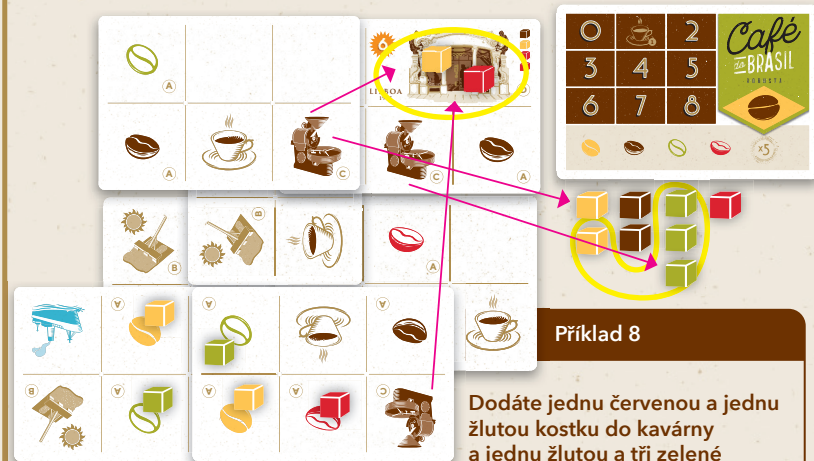 A
A
C
6
LISBOA
C
A
0 2
3 4 5
6 7 8
Café
do BRASIL
ROBUSTA
x5
B
B
A
A
A
A
B
A
A
A
C
Příklad 8
Dodáte jednu červenou a jednu
žlutou kostku do kavárny
a jednu žlutou a tři zelené